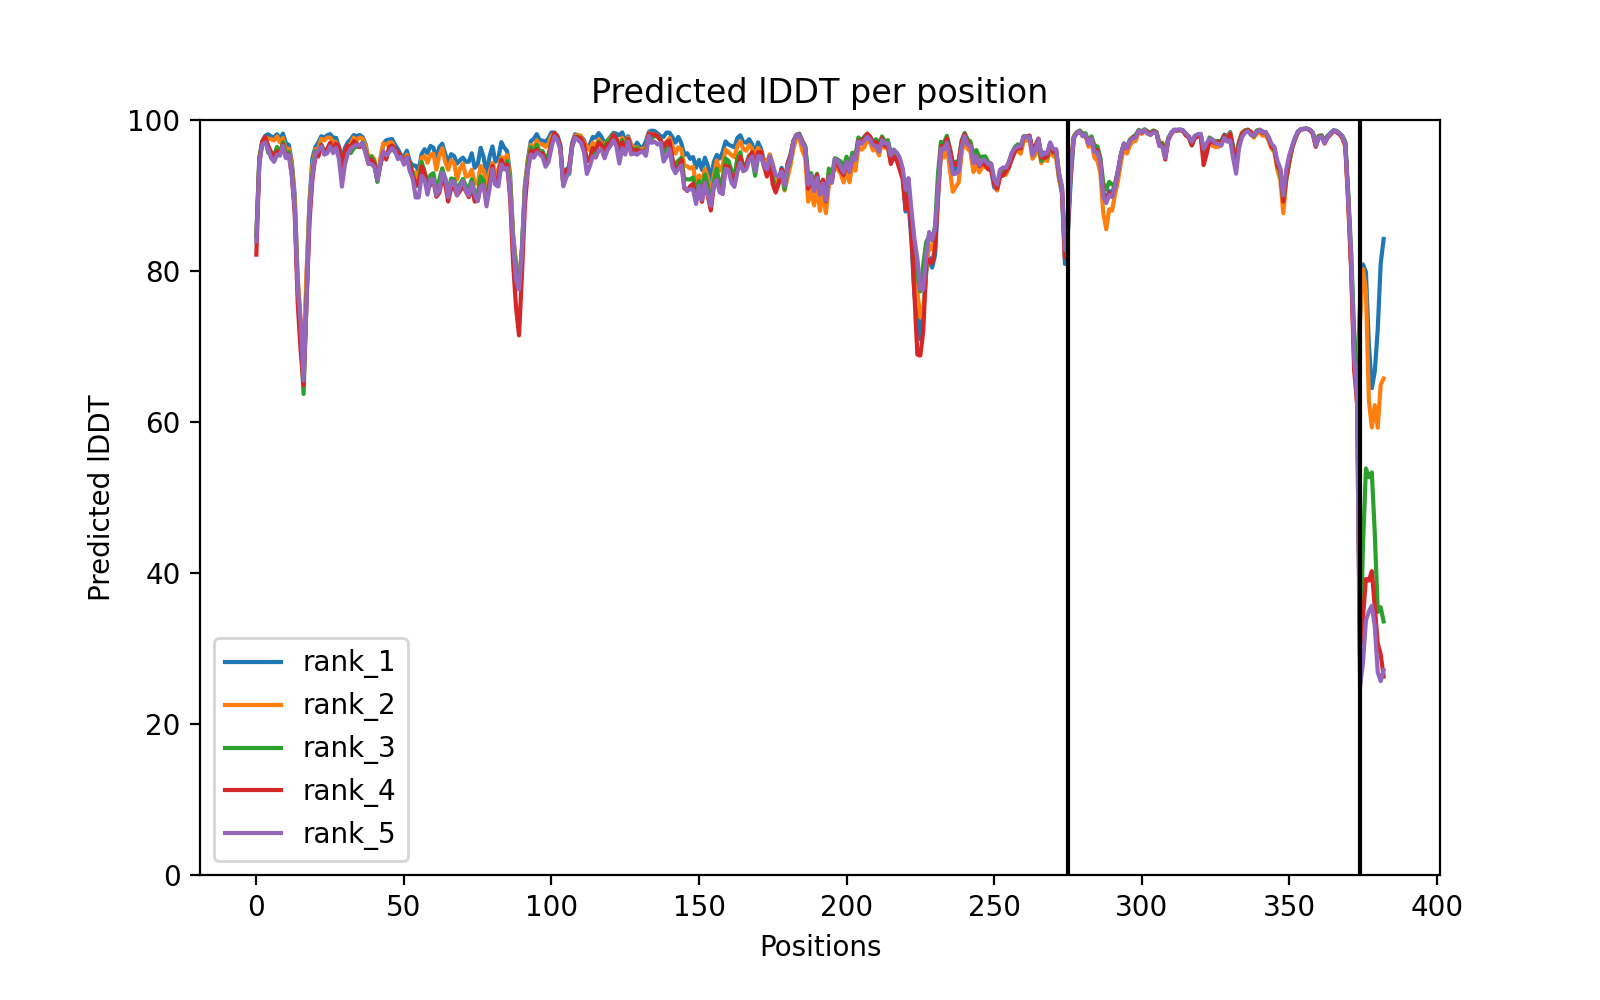 Predicted lDDT per position
100
80
60
40
20
0
Predicted lDDT
rank_1
rank_2
rank_3
rank_4
rank_5
0 50 100 150 200 250 300 350 400
Positions